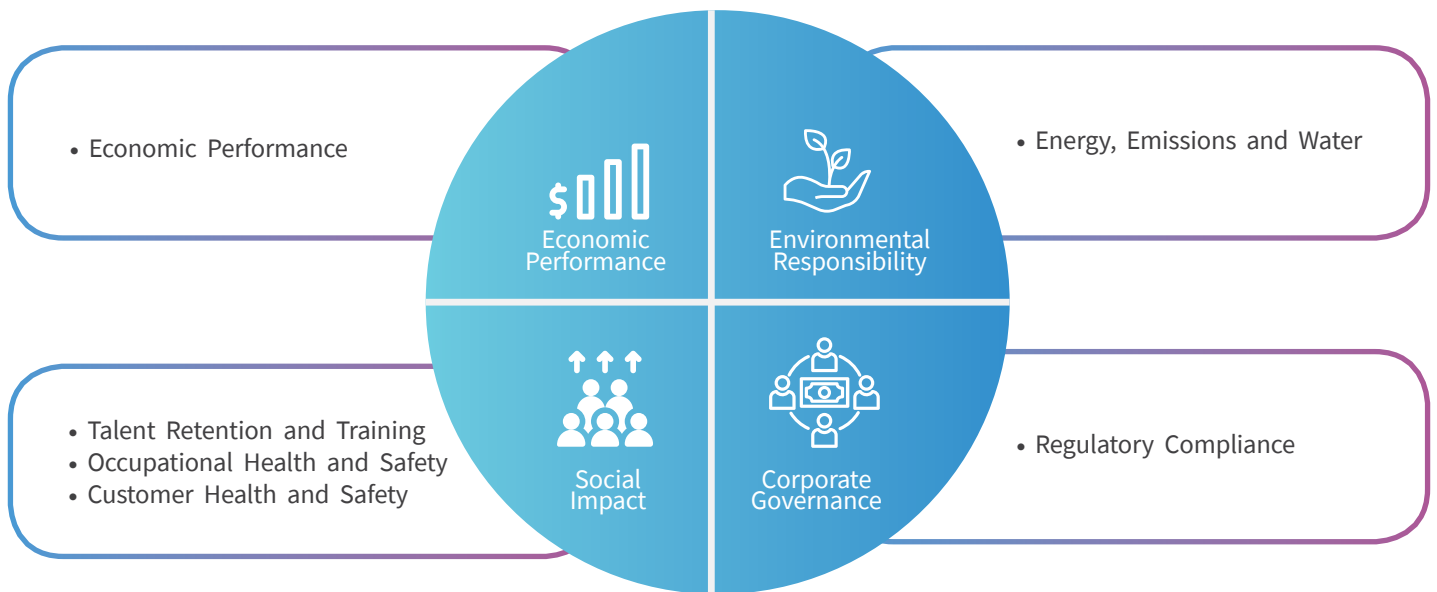 • Economic Performance
$
Economic
Performance
Environmental
Responsibility
• Energy, Emissions and Water
• Talent Retention and Training
• Occupational Health and Safety
• Customer Health and Safety
Social
Impact
Corporate
Governance
• Regulatory Compliance